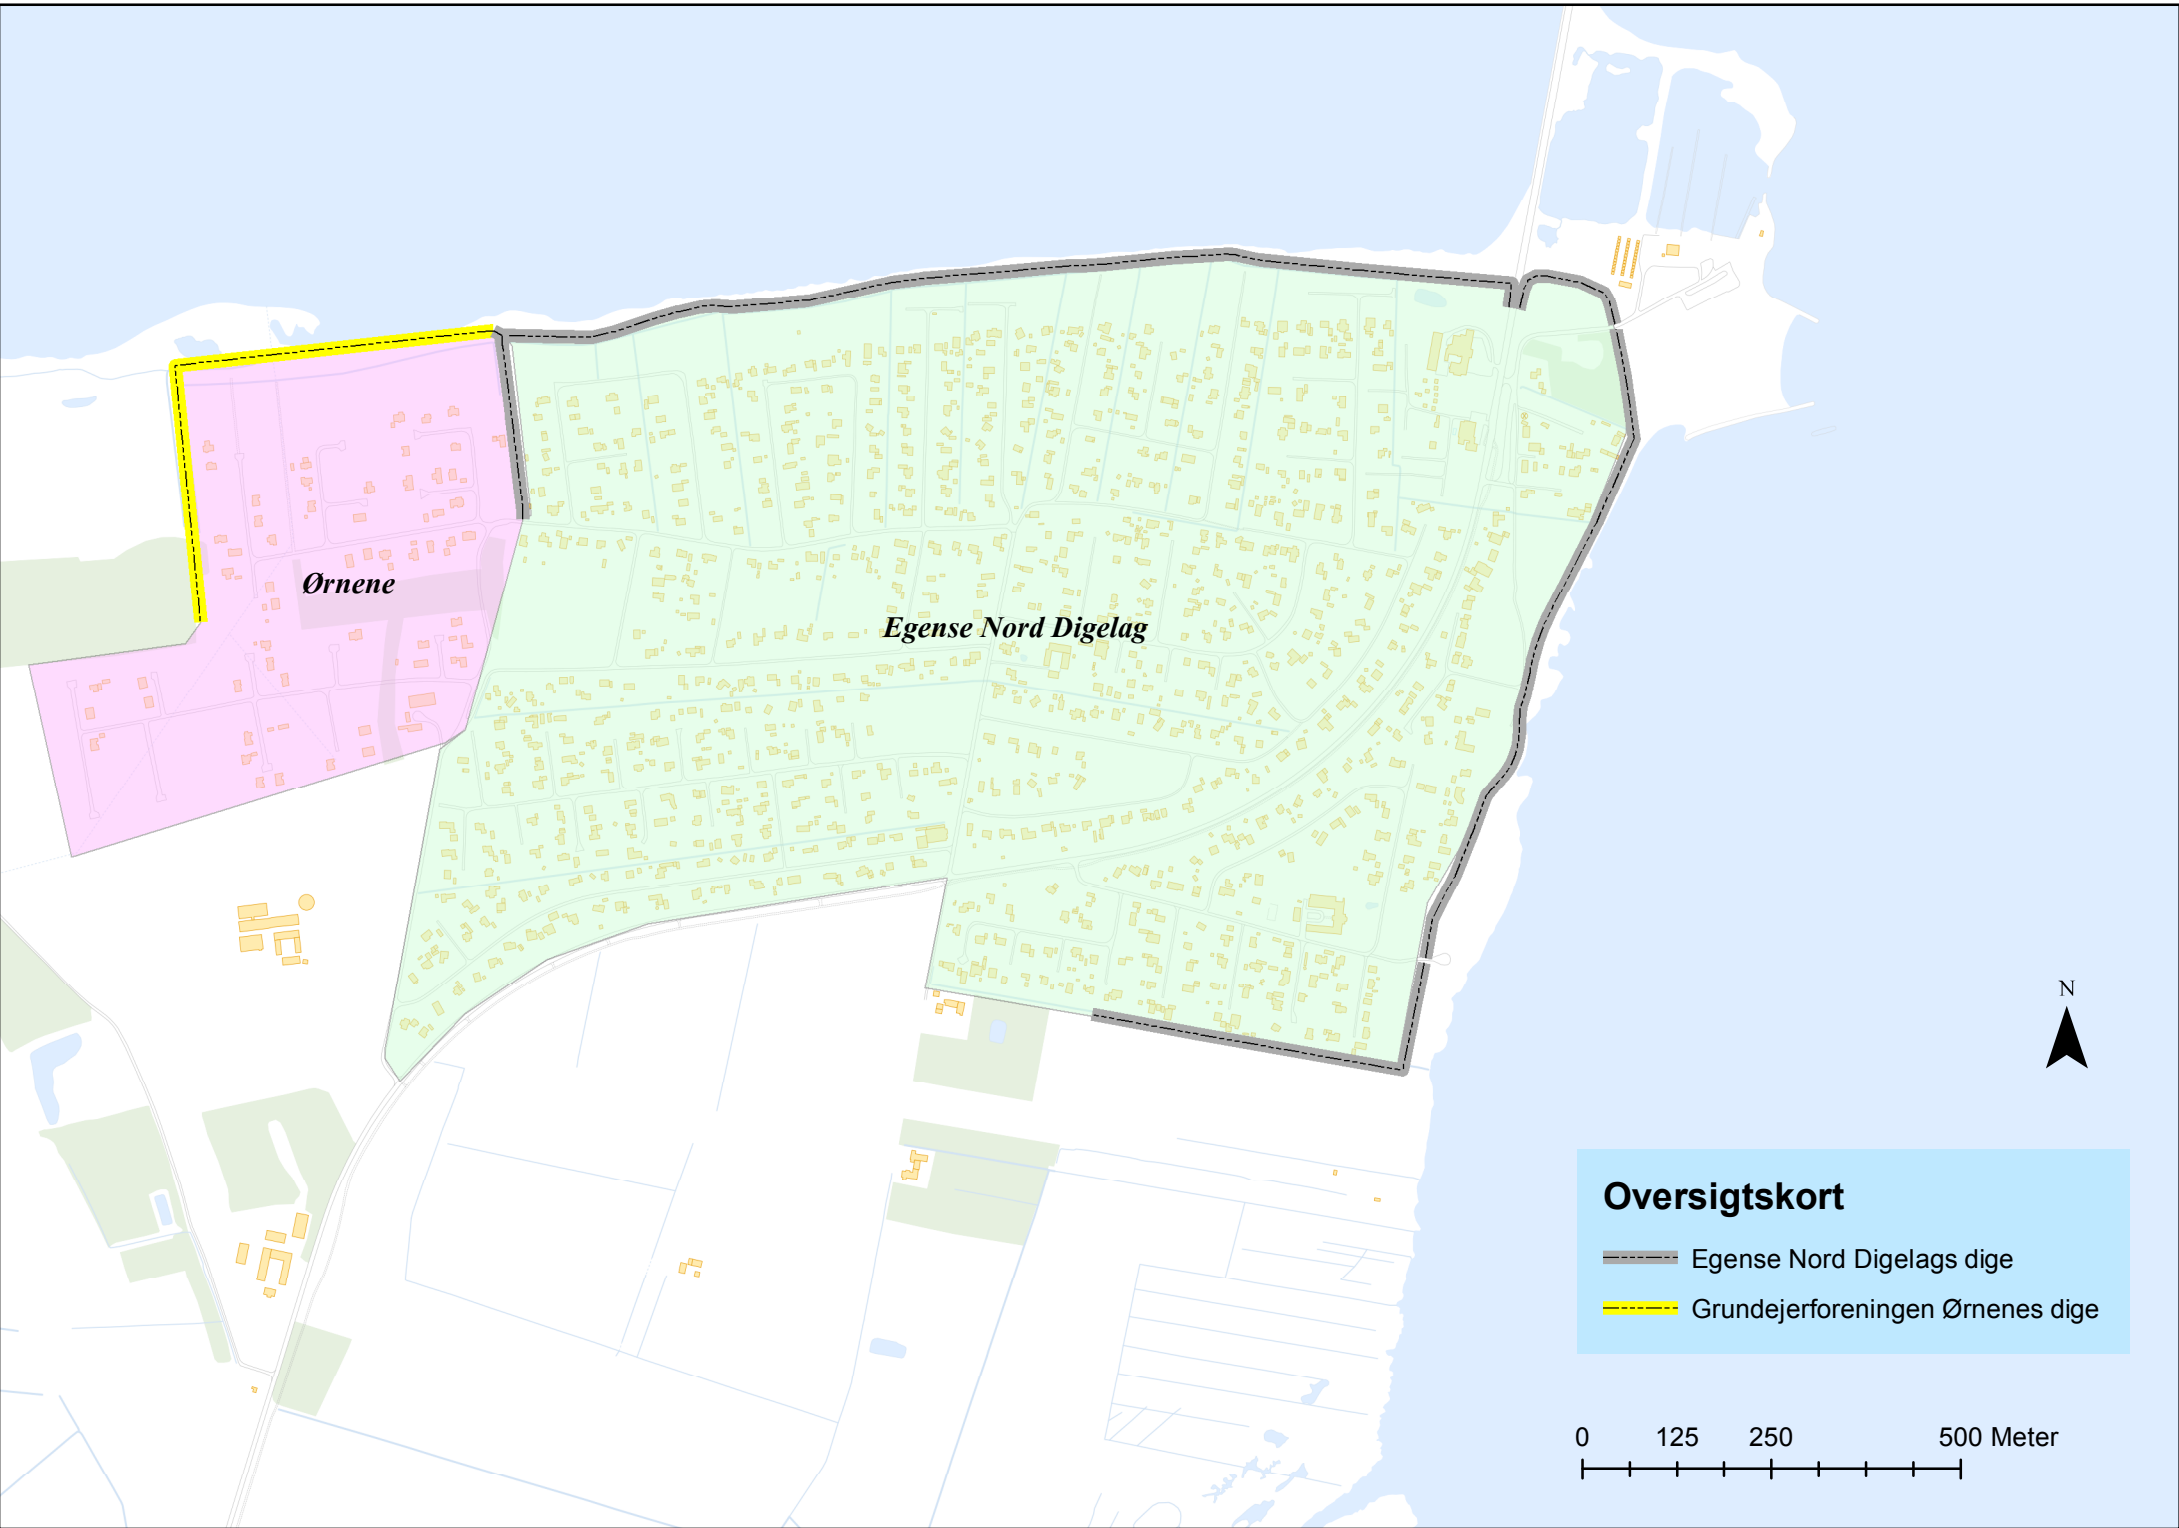 Ørnene
Egense Nord Digelag
N
Oversigtskort
Egense Nord Digelags dige
Grundejerforeningen Ørnenes dige
0 125 250 500 Meter